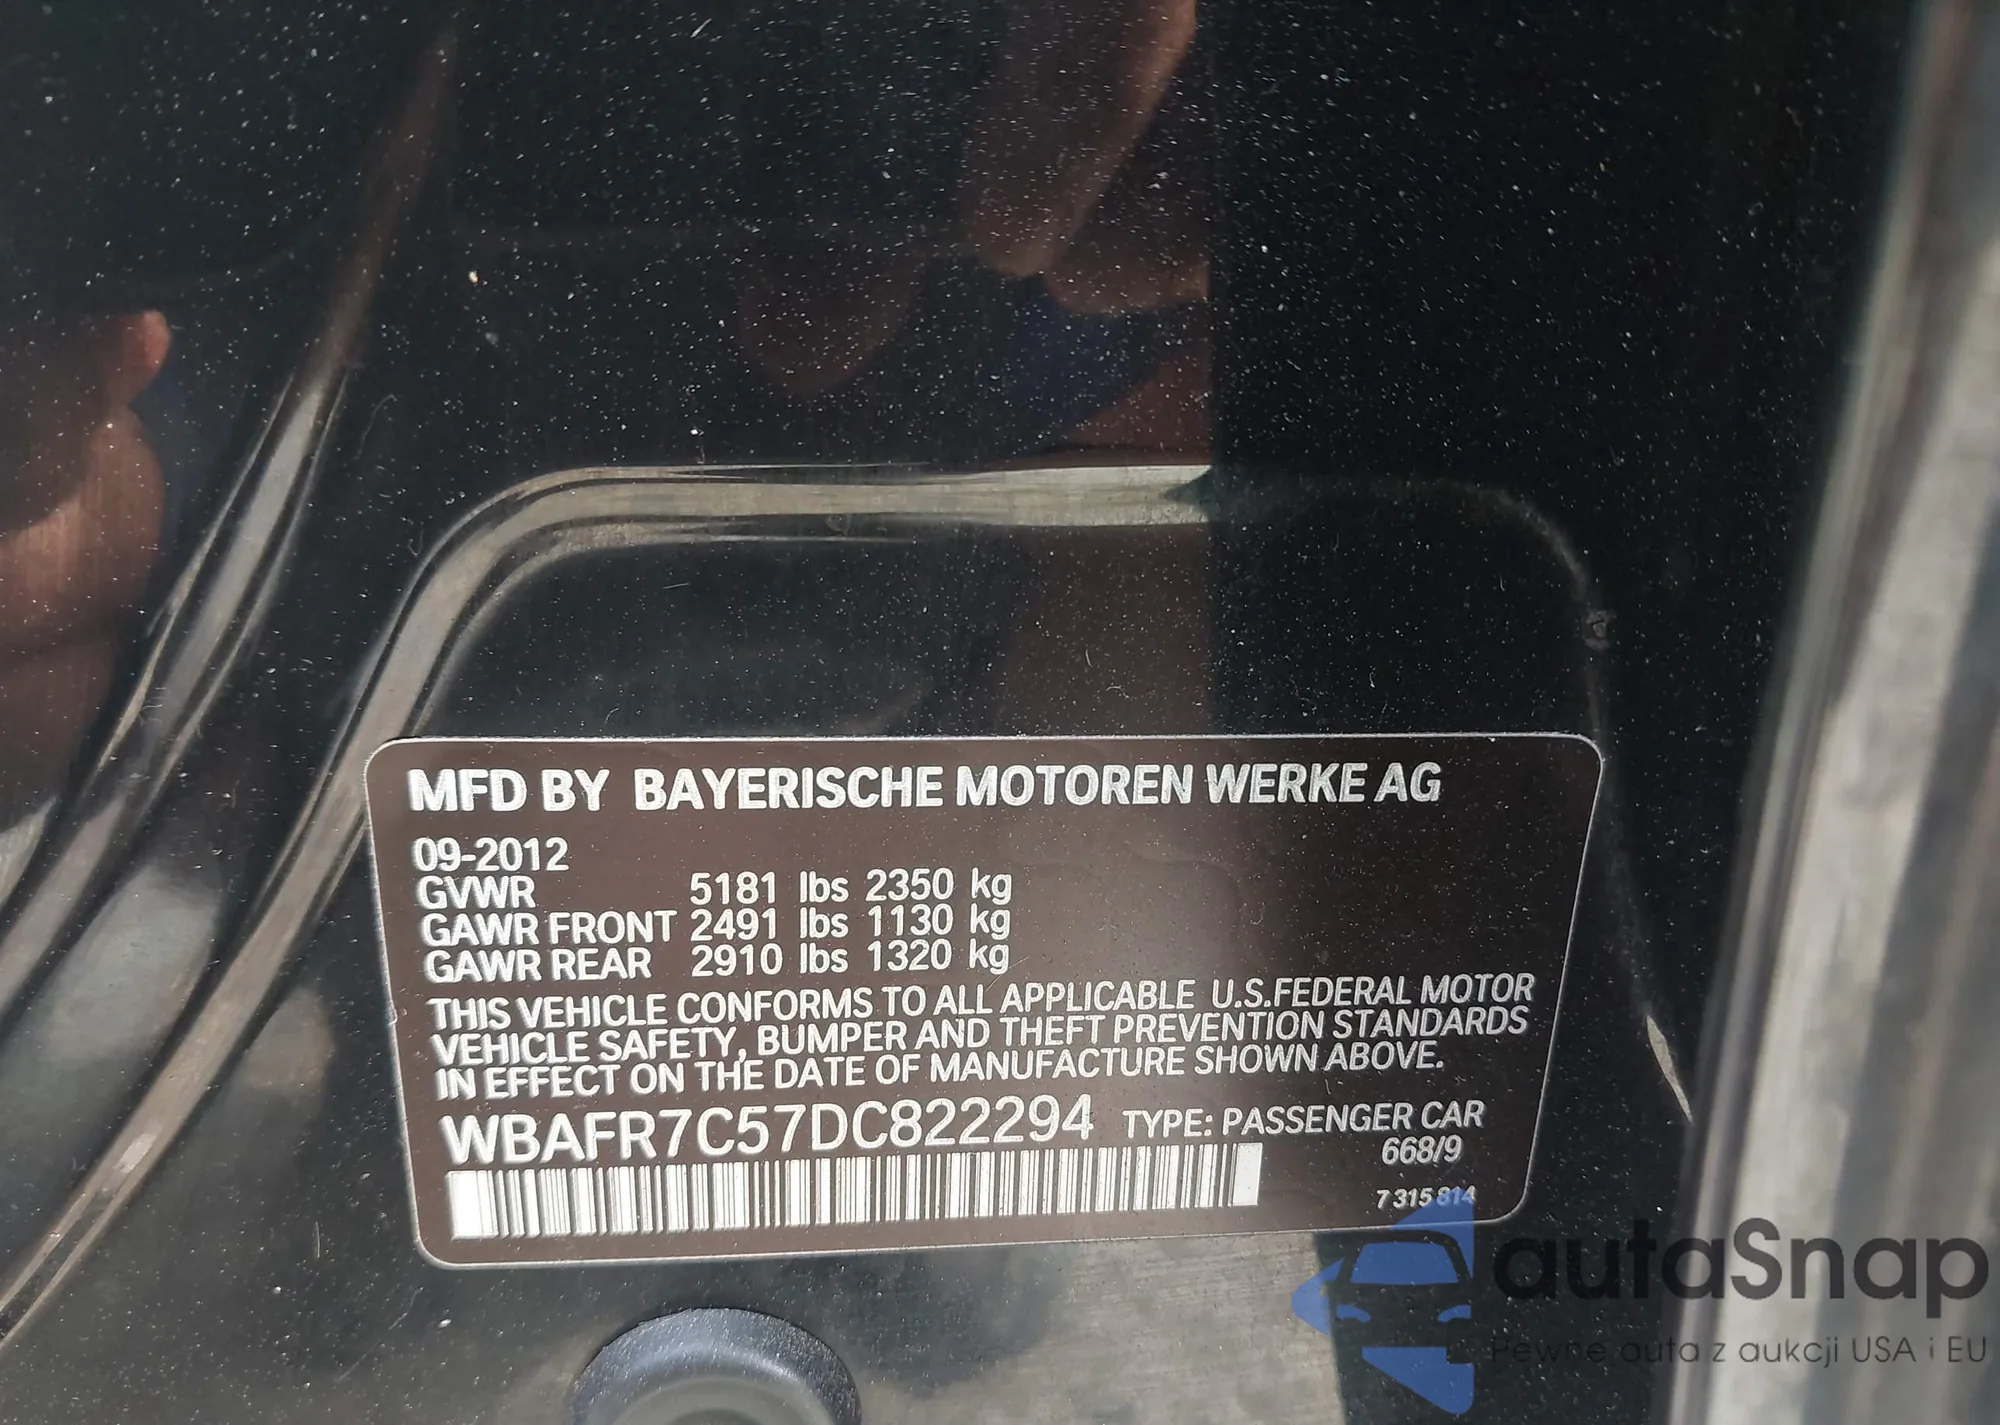 MFD BY BAYERISCHE MOTOREN WERKE AG
09-2012
GVWR 5181 lbs 2350 kg
GAWR FRONT 2491 lbs 1130 kg
GAWR REAR 2910 lbs 1320 kg
THIS VEHICLE CONFORMS TO ALL APPLICABLE U.S.FEDERAL MOTOR
VEHICLE SAFETY, BUMPER AND THEFT PREVENTION STANDARDS
IN EFFECT ON THE DATE OF MANUFACTURE SHOWN ABOVE.
WBAFR7C57DC822294 TYPE: PASSENGER CAR
668/9
7 315 814
autaSnap
Pewne auta z aukcji USA i EU